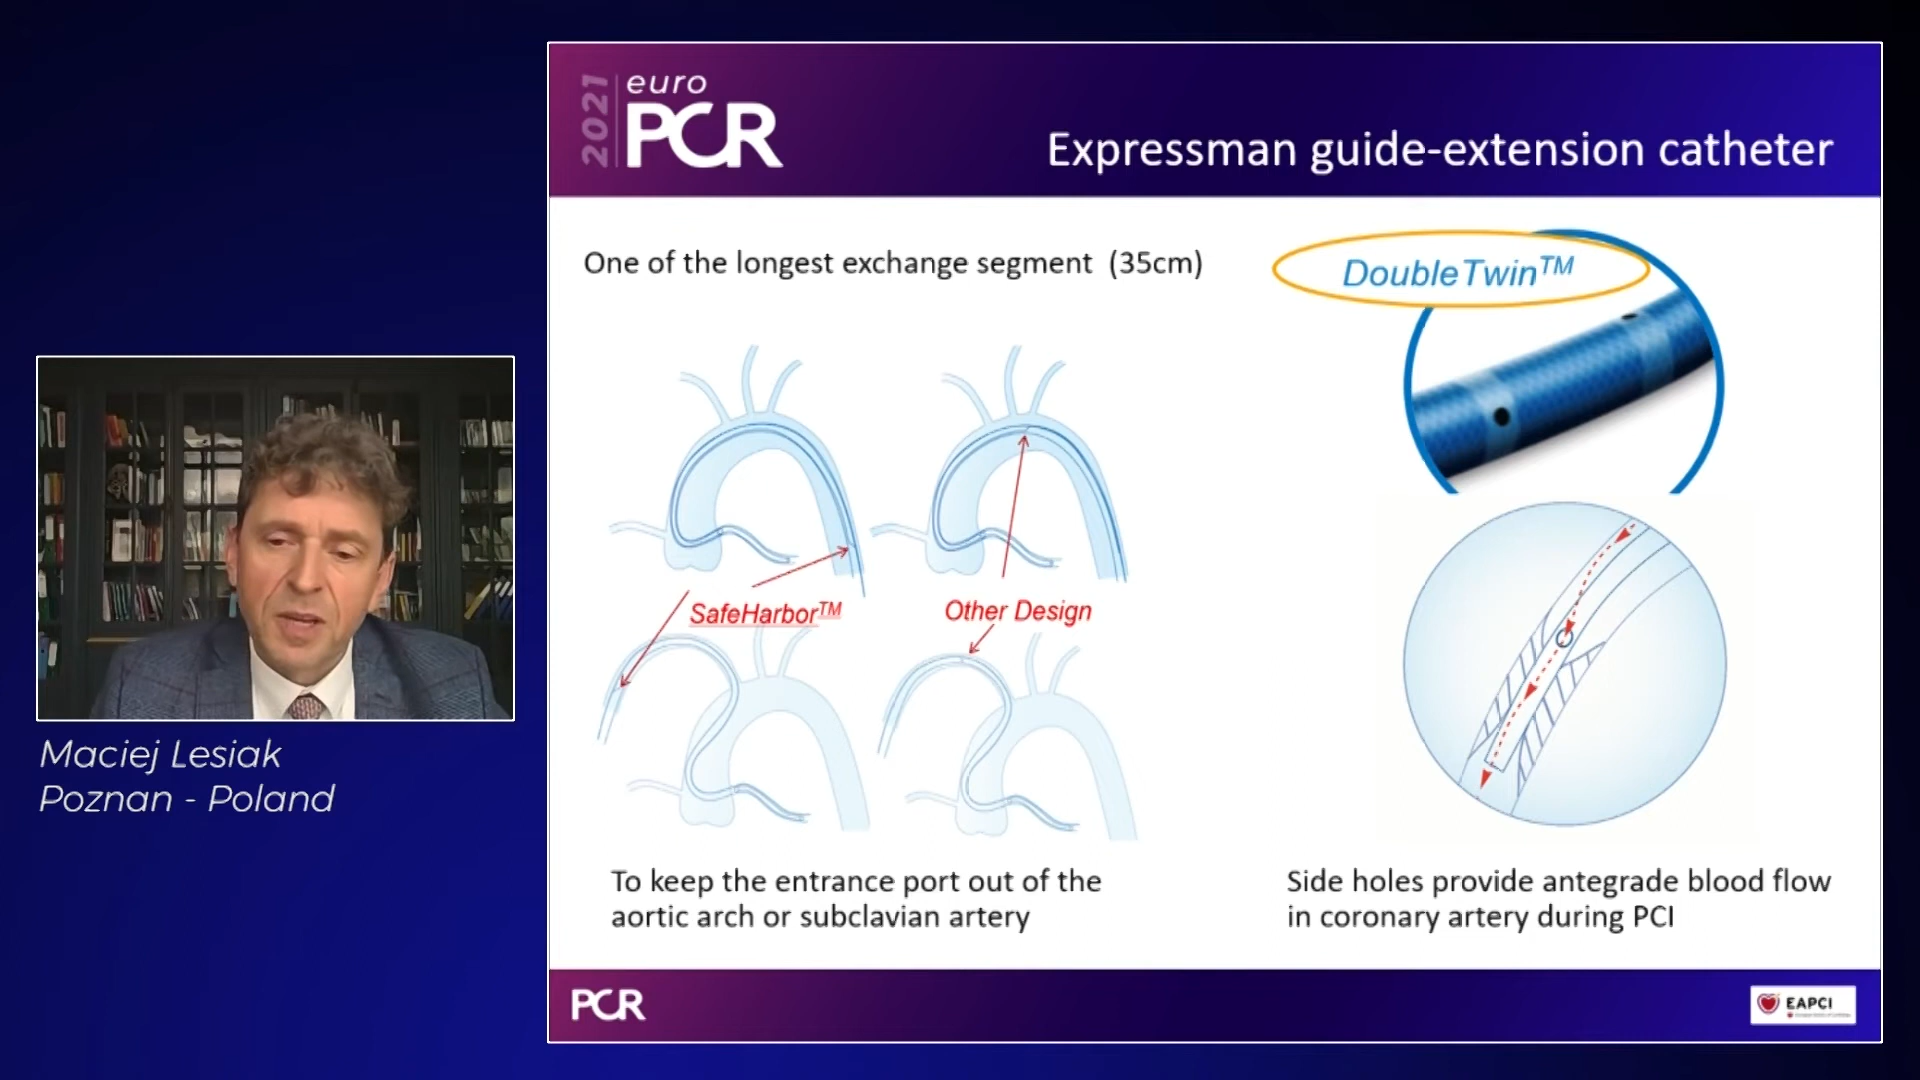 2021
euro
PCR
Expressman guide-extension catheter
One of the longest exchange segment (35cm)
DoubleTwin™
SafeHarbor™
Other Design
To keep the entrance port out of the
aortic arch or subclavian artery
Side holes provide antegrade blood flow
in coronary artery during PCI
Maciej Lesiak
Poznan - Poland
PCR
EAPCI